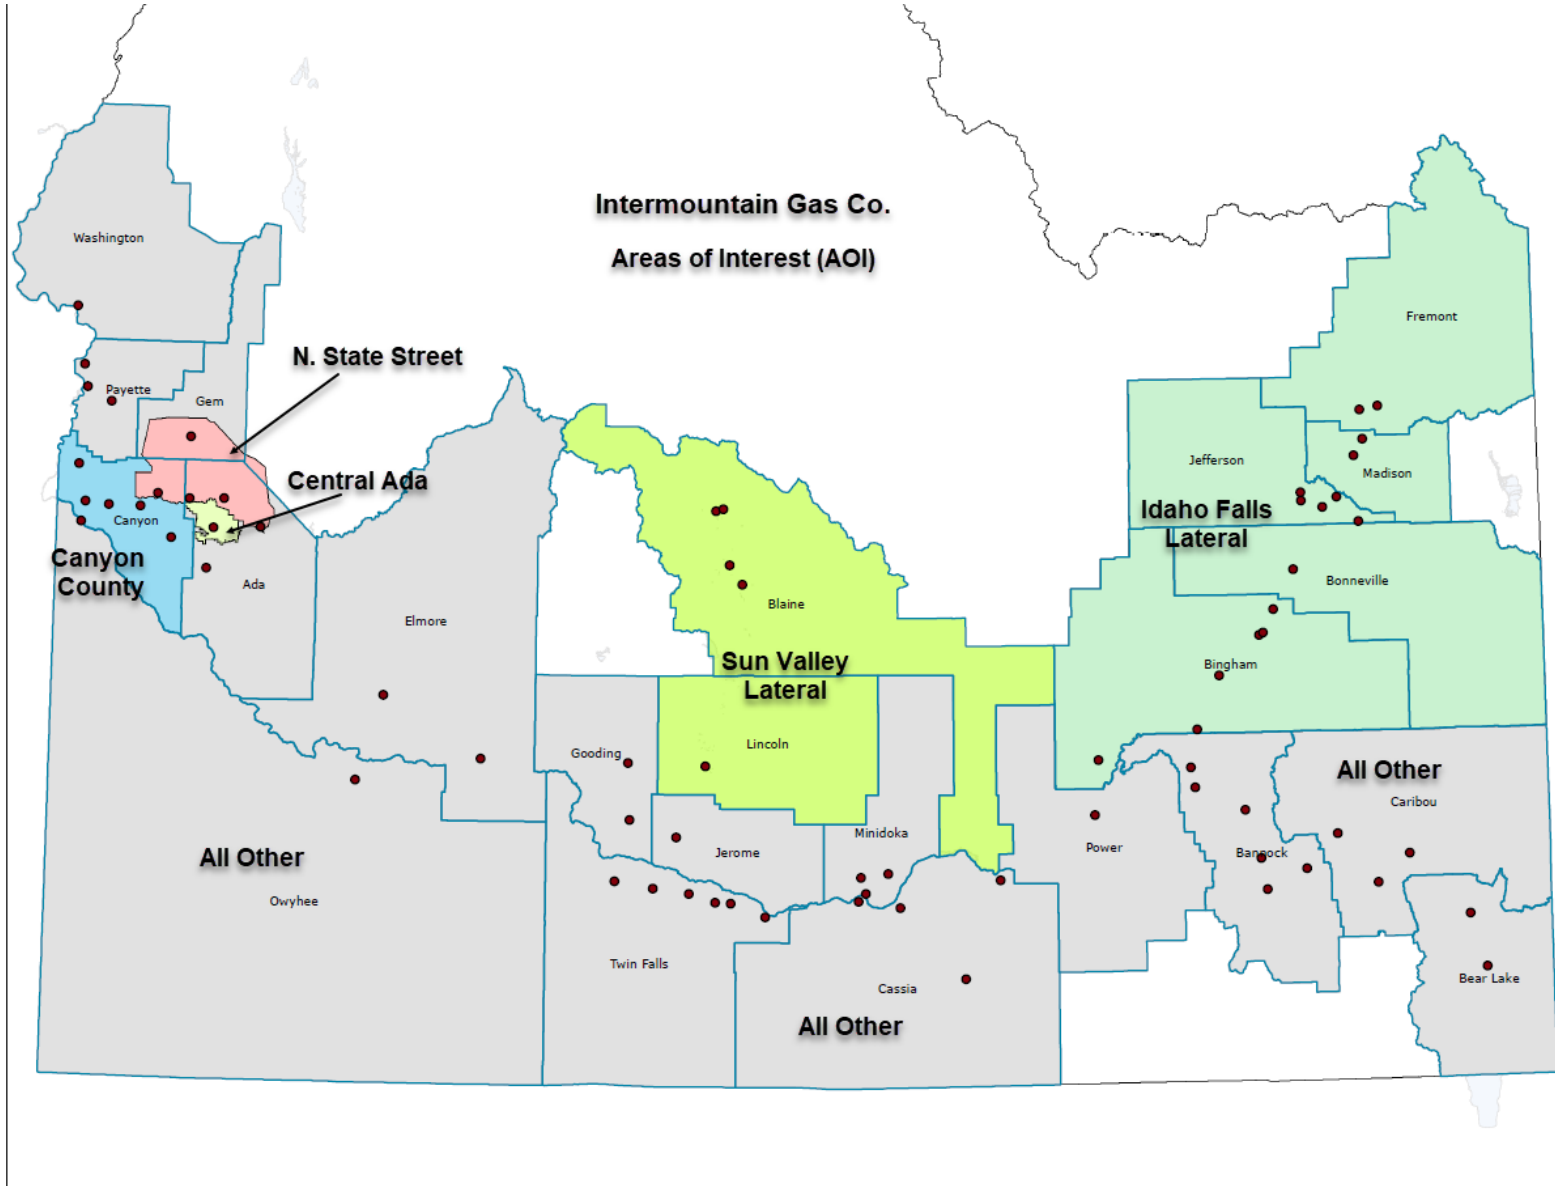 Intermountain Gas Co.
Areas of Interest (AOI)
Washington
Fremont
N. State Street
Payette
Gem
Jefferson
Madison
Central Ada
Idaho Falls
Lateral
Canyon
Canyon
County
Ada
Bonneville
Blaine
Elmore
Bingham
Sun Valley
Lateral
Lincoln
Gooding
All Other
Caribou
Minidoka
Power
Jerome
Bannock
All Other
Owyhee
Twin Falls
Cassia
Bear Lake
All Other